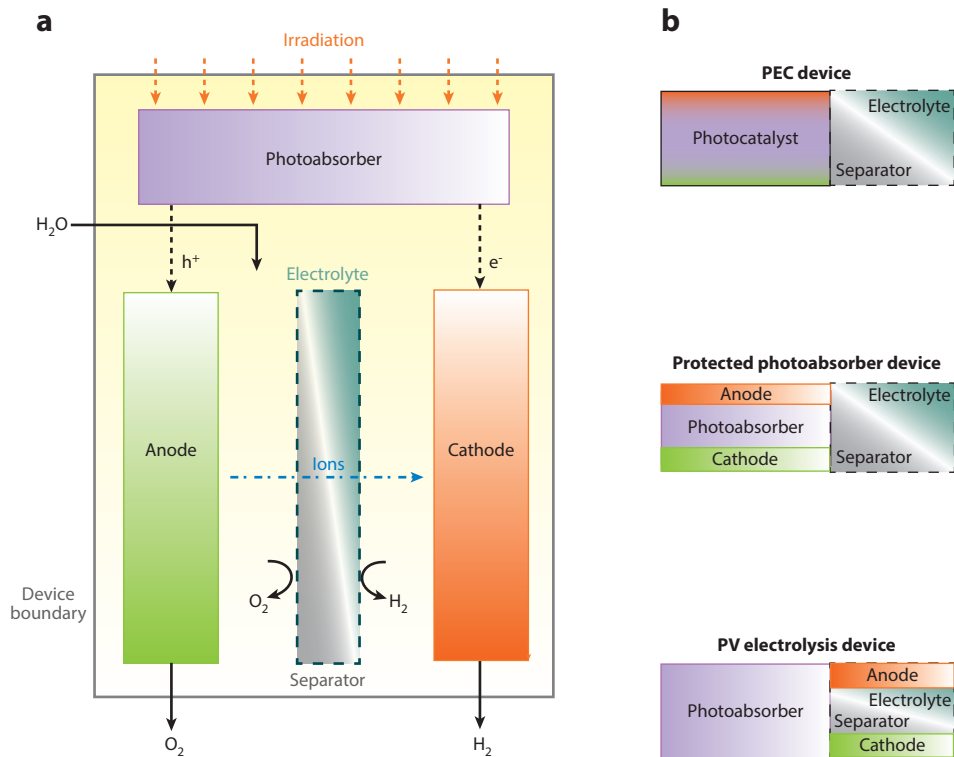 a
Irradiation
Photoabsorber
H₂O
h⁺
e⁻
Electrolyte
Anode
Cathode
Ions
O₂
H₂
Device
boundary
Separator
O₂
H₂
b
PEC device
Photocatalyst
Electrolyte
Separator
Protected photoabsorber device
Anode
Photoabsorber
Cathode
Electrolyte
Separator
PV electrolysis device
Photoabsorber
Anode
Electrolyte
Separator
Cathode